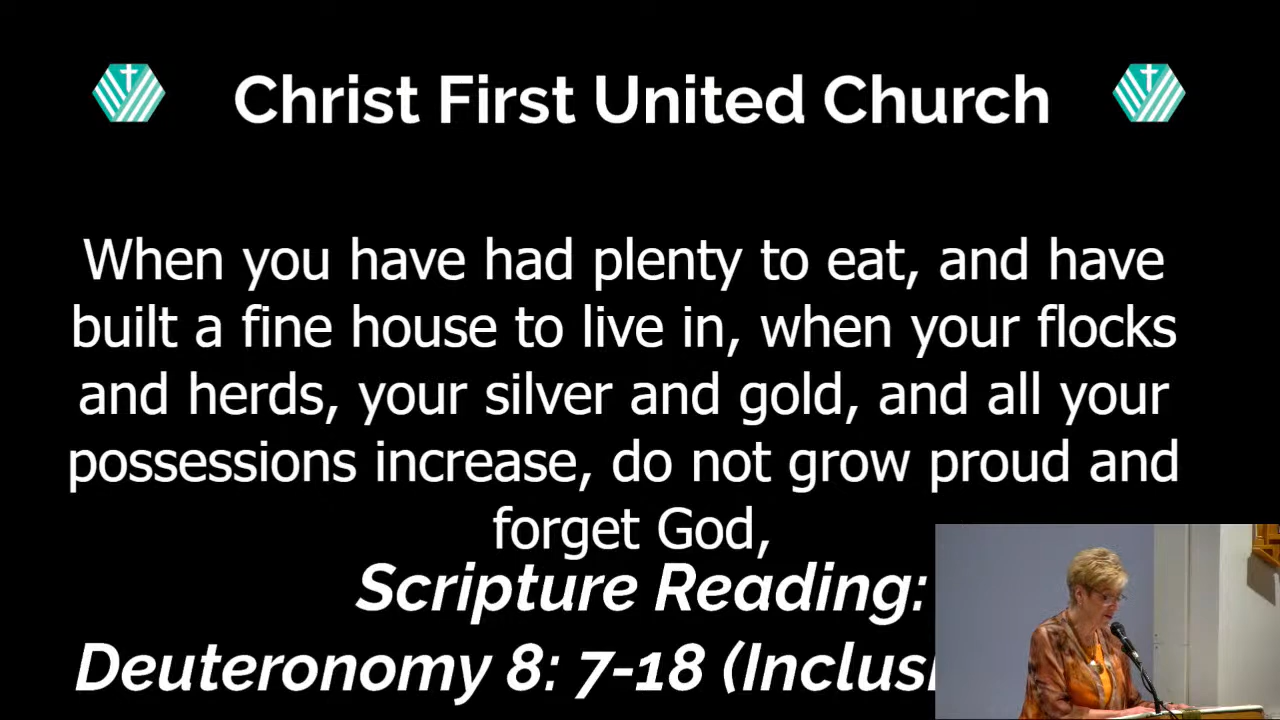 Christ First United Church
When you have had plenty to eat, and have
built a fine house to live in, when your flocks
and herds, your silver and gold, and all your
possessions increase, do not grow proud and
forget God,
Scripture Reading:
Deuteronomy 8: 7-18